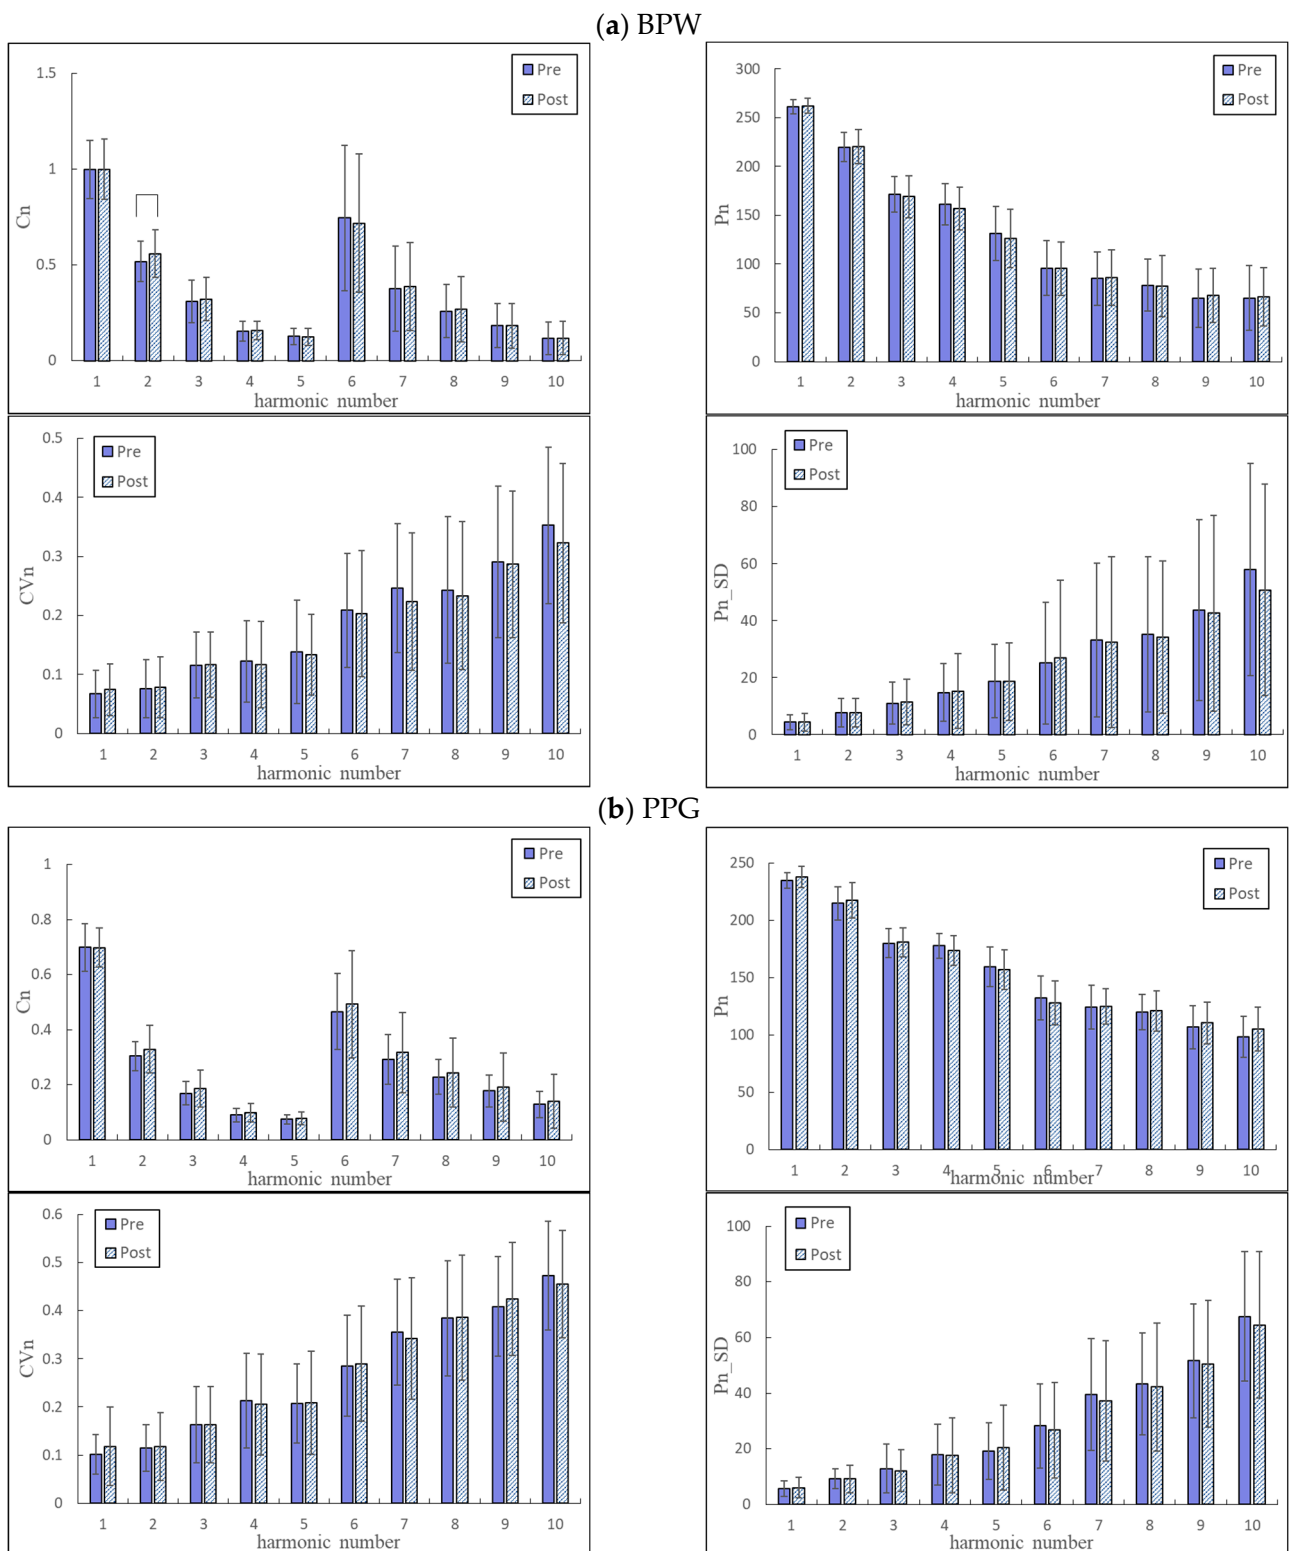 (a) BPW
Pre
Post
Cn
1.5
1
0.5
0
1 2 3 4 5 6 7 8 9 10
harmonic number
Pre
Post
Pn
300
250
200
150
100
50
0
1 2 3 4 5 6 7 8 9 10
harmonic number
Pre
Post
CVn
0.5
0.4
0.3
0.2
0.1
0
1 2 3 4 5 6 7 8 9 10
harmonic number
Pre
Post
Pn_SD
100
80
60
40
20
0
1 2 3 4 5 6 7 8 9 10
harmonic number
(b) PPG
Pre
Post
Cn
1
0.8
0.6
0.4
0.2
0
1 2 3 4 5 6 7 8 9 10
harmonic number
Pre
Post
Pn
250
200
150
100
50
0
1 2 3 4 5 6 7 8 9 10
harmonic number
Pre
Post
CVn
0.6
0.5
0.4
0.3
0.2
0.1
0
1 2 3 4 5 6 7 8 9 10
harmonic number
Pre
Post
Pn_SD
100
80
60
40
20
0
1 2 3 4 5 6 7 8 9 10
harmonic number